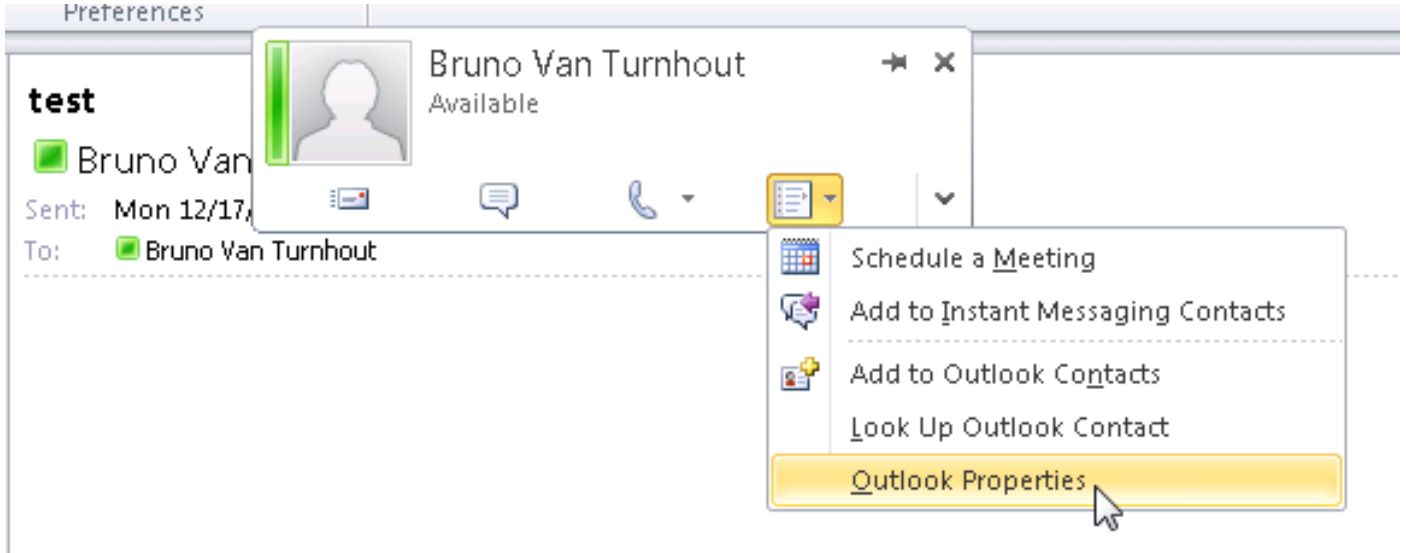 Preferences
Bruno Van Turnhout
Available
test
Bruno Van
Sent: Mon 12/17/
To: Bruno Van Turnhout
Schedule a Meeting
Add to Instant Messaging Contacts
Add to Outlook Contacts
Look Up Outlook Contact
Outlook Properties